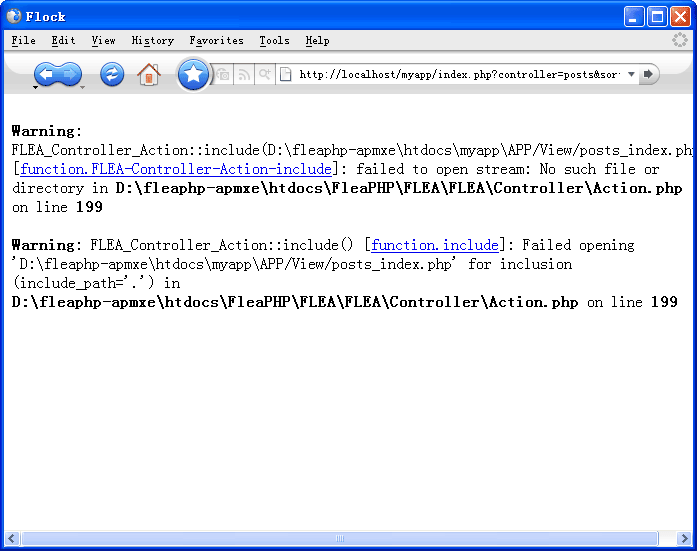 Flock
File Edit View History Favorites Tools Help
http://localhost/myapp/index.php?controller=posts&sor
Warning:
FLEA_Controller_Action::include(D:\fleaphp-apmxe\htdocs\myapp\APP/View/posts_index.php
[function.FLEA-Controller-Action-include]: failed to open stream: No such file or
directory in D:\fleaphp-apmxe\htdocs\FleaPHP\FLEA\FLEA\Controller\Action.php
on line 199
Warning: FLEA_Controller_Action::include() [function.include]: Failed opening
'D:\fleaphp-apmxe\htdocs\myapp\APP/View/posts_index.php' for inclusion
(include_path='.') in
D:\fleaphp-apmxe\htdocs\FleaPHP\FLEA\FLEA\Controller\Action.php on line 199